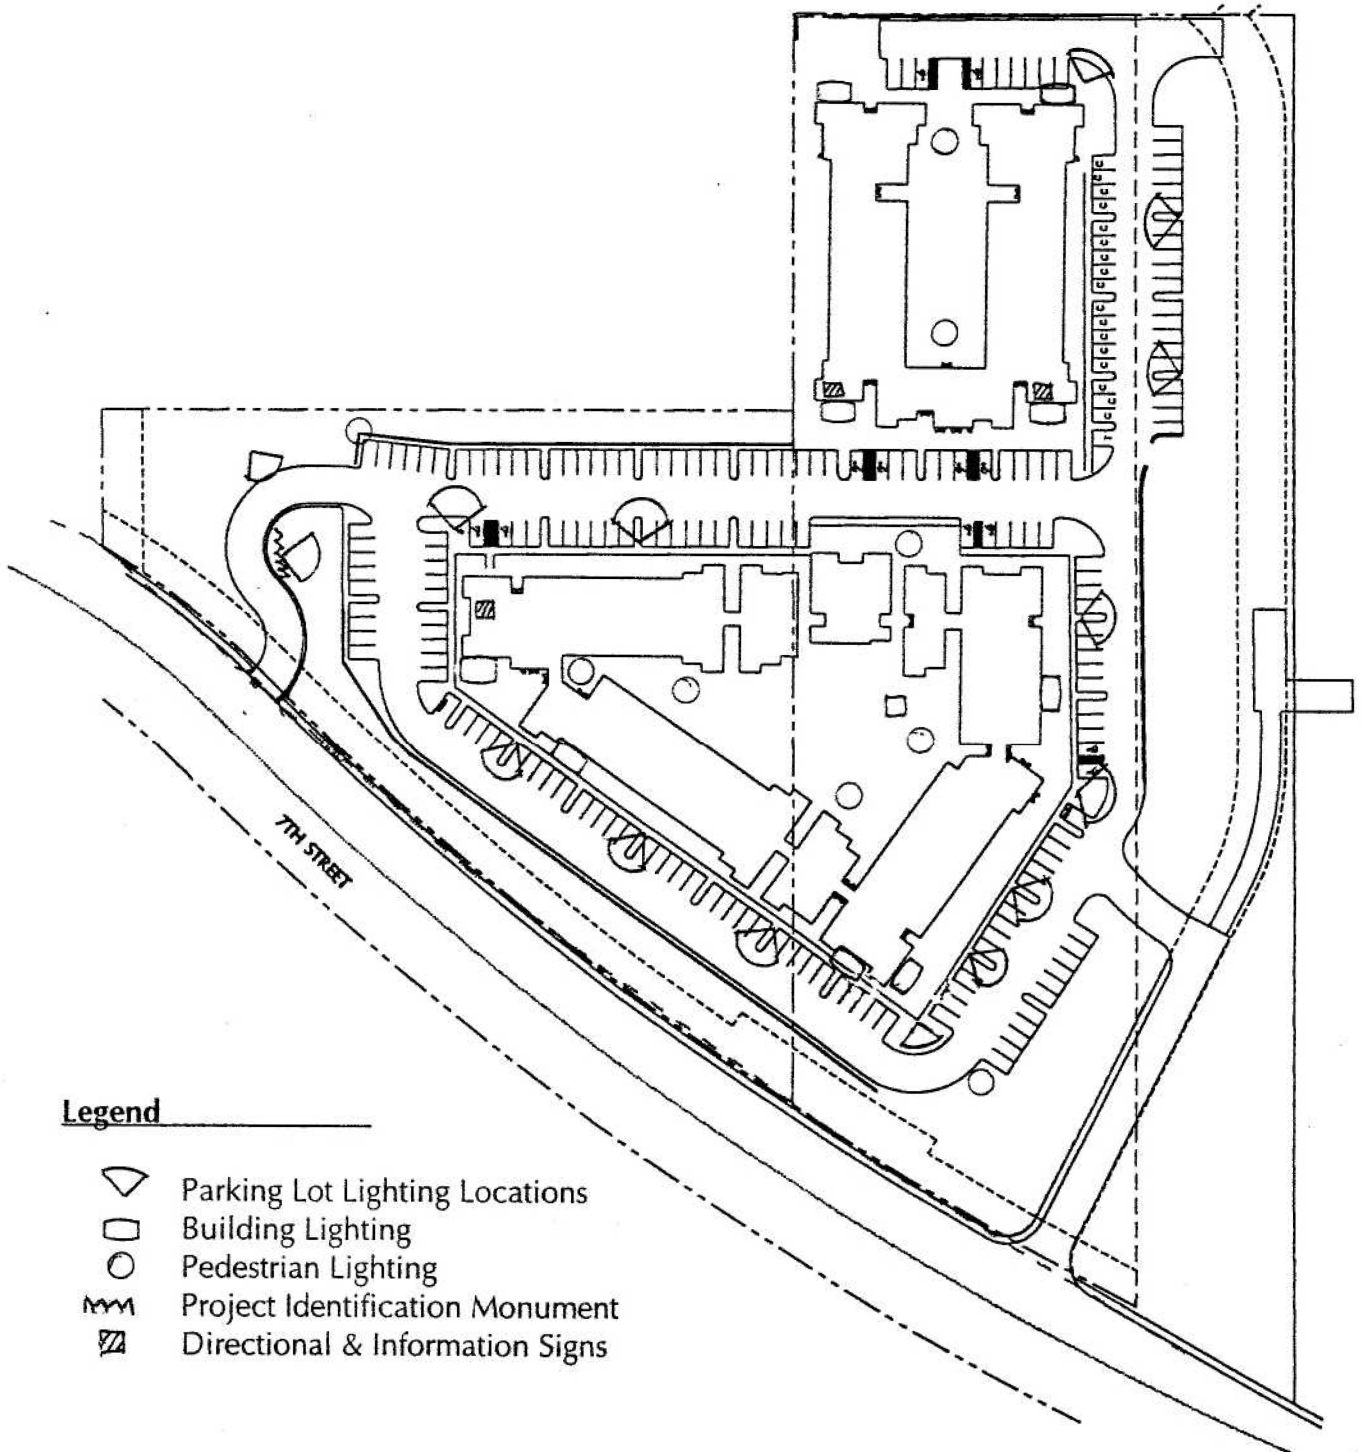 7TH STREET
Legend
Parking Lot Lighting Locations
Building Lighting
Pedestrian Lighting
Project Identification Monument
Directional & Information Signs